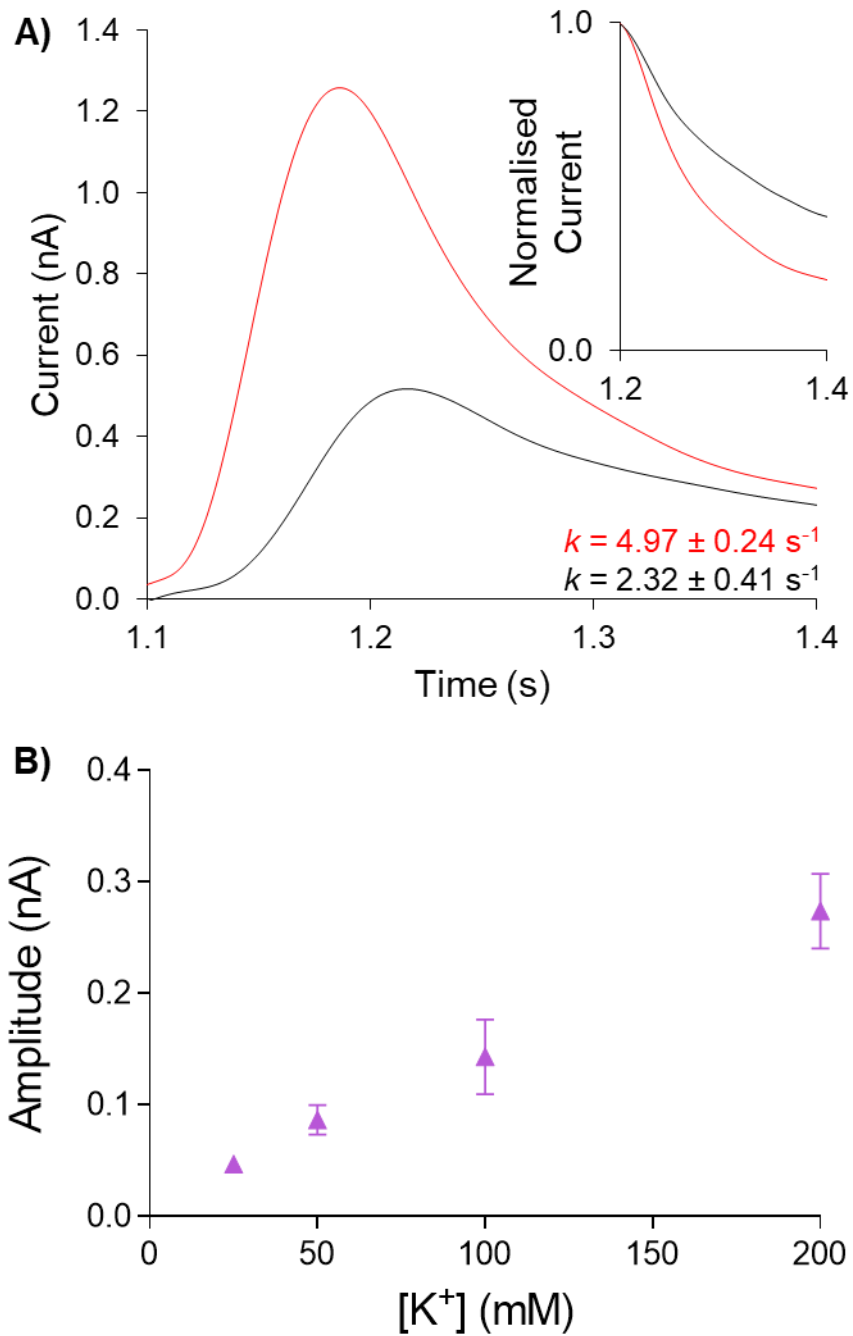 A)
1.4
1.2
1.0
0.8
0.6
0.4
0.2
0.0
Current (nA)
1.1
1.2
1.3
1.4
Time (s)
1.0
0.0
Normalised
Current
1.2
1.4
k = 4.97 ± 0.24 s⁻¹
k = 2.32 ± 0.41 s⁻¹
B)
0.4
0.3
0.2
0.1
0.0
Amplitude (nA)
0
50
100
150
200
[K⁺] (mM)